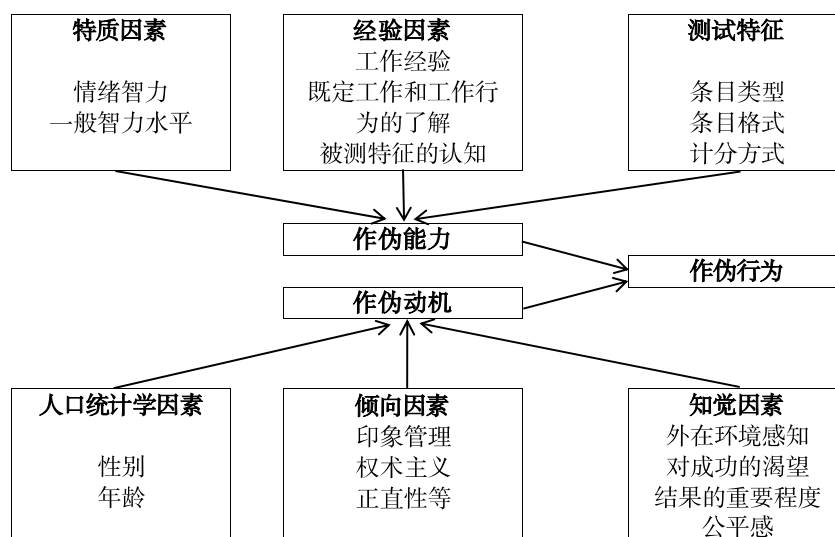 特质因素
情绪智力
一般智力水平
经验因素
工作经验
既定工作和工作行
为的了解
被测特征的认知
测试特征
条目类型
条目格式
计分方式
作伪能力
作伪行为
作伪动机
人口统计学因素
性别
年龄
倾向因素
印象管理
权术主义
正直性等
知觉因素
外在环境感知
对成功的渴望
结果的重要程度
公平感